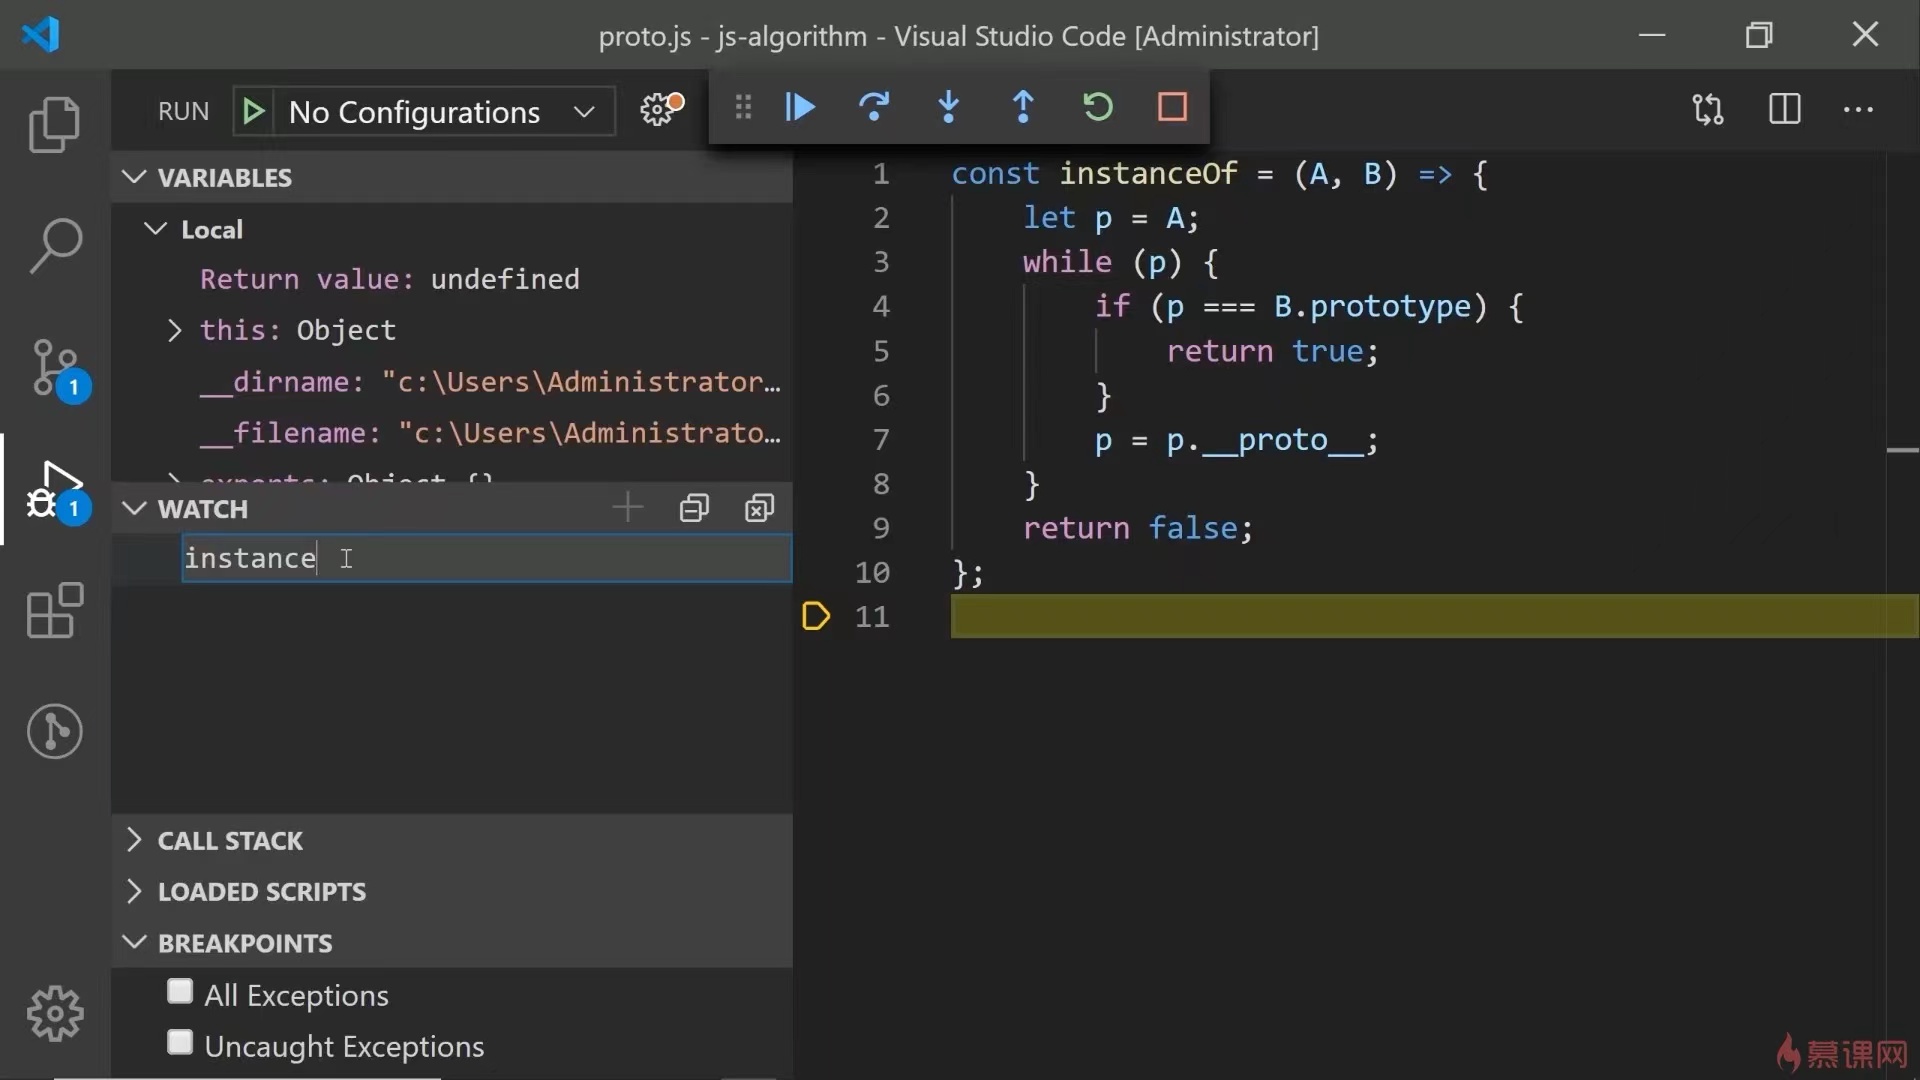 proto.js - js-algorithm - Visual Studio Code [Administrator]
RUN
No Configurations
VARIABLES
Local
Return value: undefined
this: Object
__dirname: "c:\Users\Administrator…
__filename: "c:\Users\Administrato…
exports: Object {}
WATCH
instance
CALL STACK
LOADED SCRIPTS
BREAKPOINTS
All Exceptions
Uncaught Exceptions
1
1
1 const instanceOf = (A, B) => {
2 let p = A;
3 while (p) {
4 if (p === B.prototype) {
5 return true;
6 }
7 p = p.__proto__;
8 }
9 return false;
10 };
11
慕课网